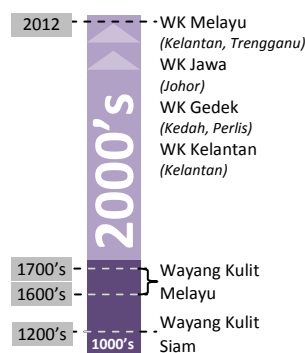 2012
WK Melayu
(Kelantan, Trengganu)
WK Jawa
(Johor)
WK Gedek
(Kedah, Perlis)
WK Kelantan
(Kelantan)
2000's
1700's
Wayang Kulit
1600's
Melayu
1200's
Wayang Kulit
1000's
Siam